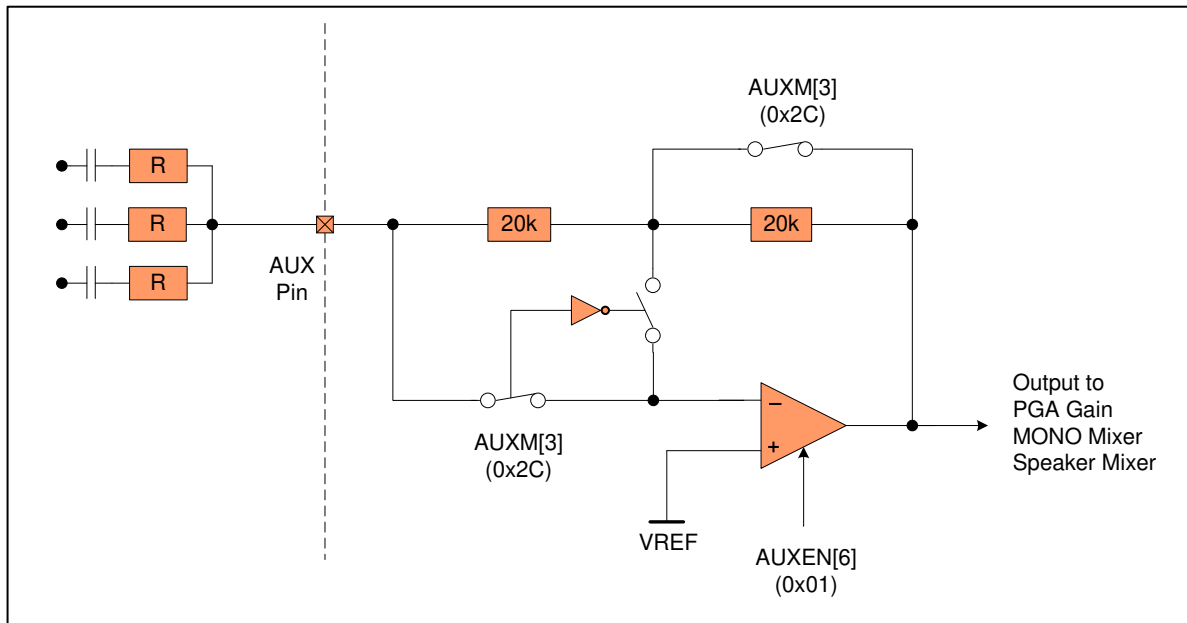 AUXM[3]
(0x2C)
R
R
R
20k
20k
AUX
Pin
AUXM[3]
(0x2C)
−
+
VREF
AUXEN[6]
(0x01)
Output to
PGA Gain
MONO Mixer
Speaker Mixer